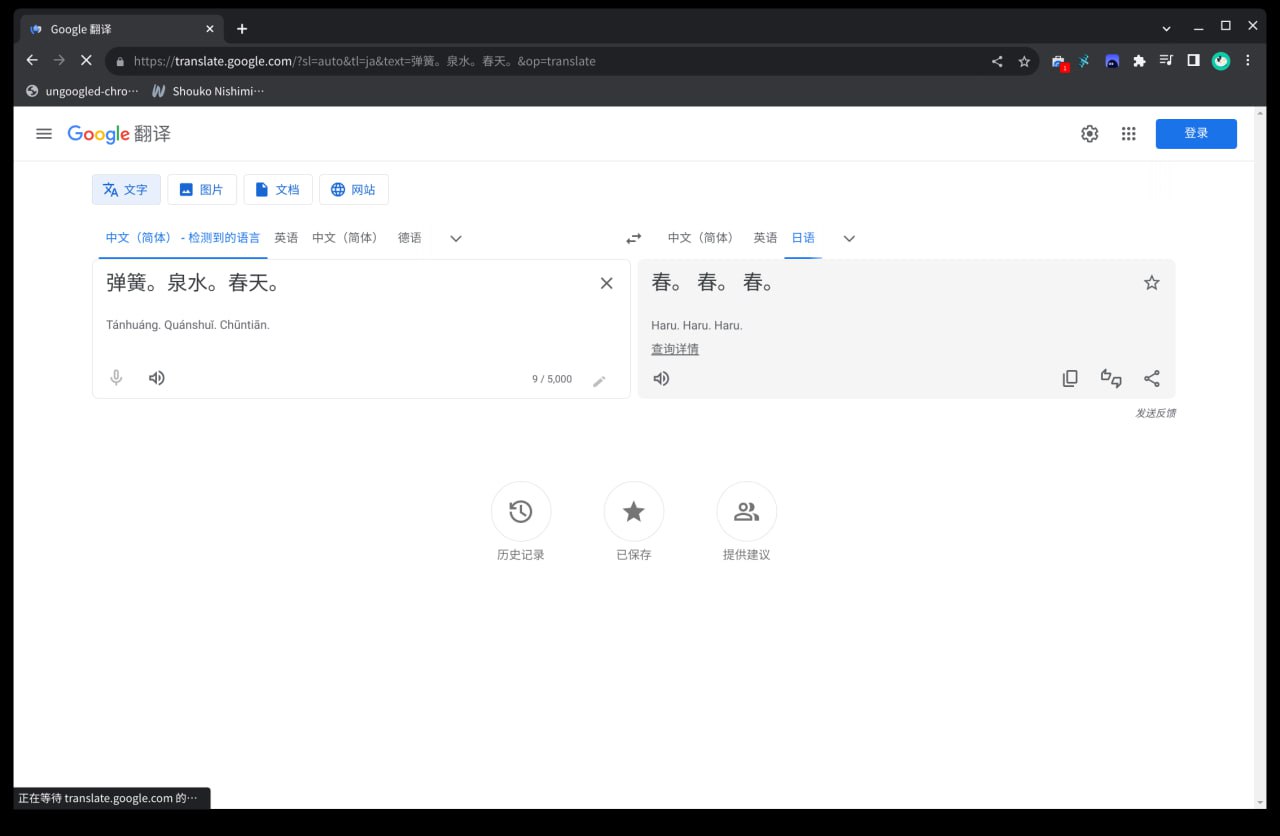 Google 翻译
https://translate.google.com/?sl=auto&tl=ja&text=弹簧。泉水。春天。&op=translate
1
ungoogled-chro⋯
Shouko Nishimi⋯
Google 翻译
登录
文字
图片
文档
网站
中文（简体） - 检测到的语言
英语
中文（简体）
德语
中文（简体）
英语
日语
弹簧。泉水。春天。
Tánhuáng. Quánshuǐ. Chūntiān.
9 / 5,000
春。 春。 春。
Haru. Haru. Haru.
查询详情
发送反馈
历史记录
已保存
提供建议
正在等待 translate.google.com 的⋯